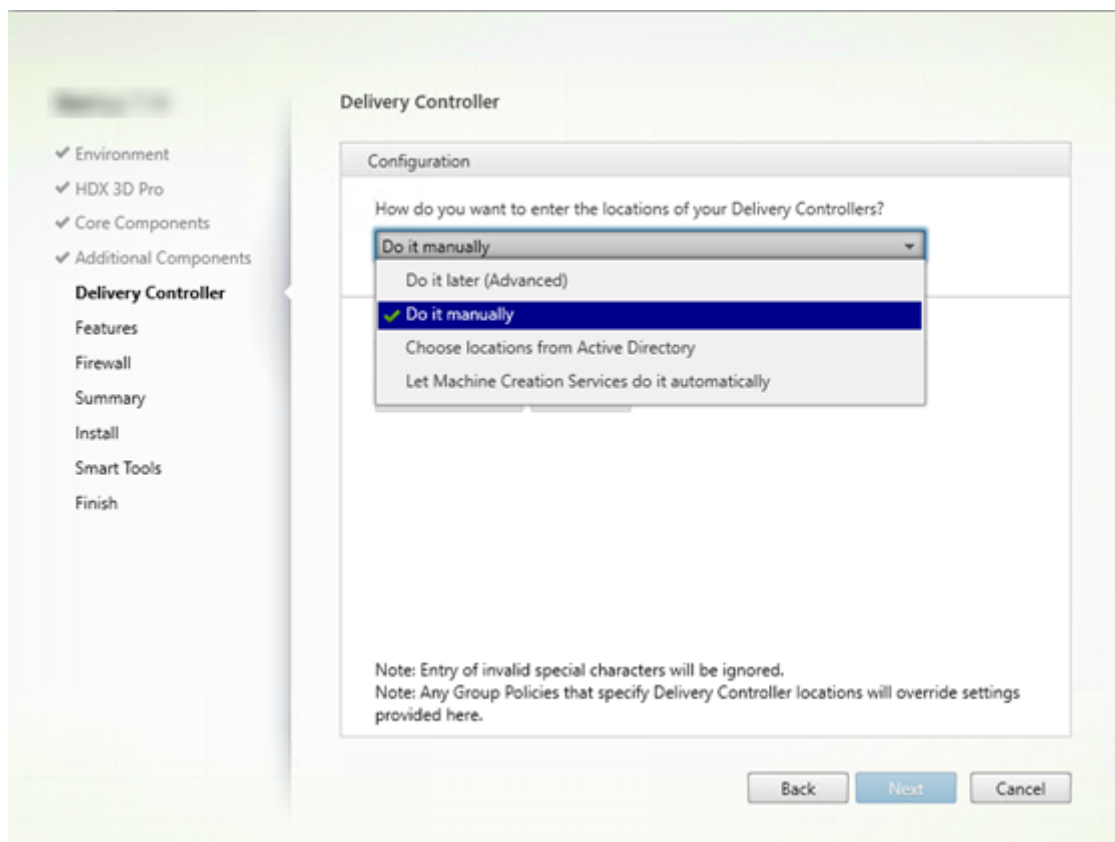 Delivery Controller
Environment
HDX 3D Pro
Core Components
Additional Components
Delivery Controller
Features
Firewall
Summary
Install
Smart Tools
Finish
Configuration
How do you want to enter the locations of your Delivery Controllers?
Do it manually
Do it later (Advanced)
Do it manually
Choose locations from Active Directory
Let Machine Creation Services do it automatically
Note: Entry of invalid special characters will be ignored.
Note: Any Group Policies that specify Delivery Controller locations will override settings
provided here.
Back
Next
Cancel